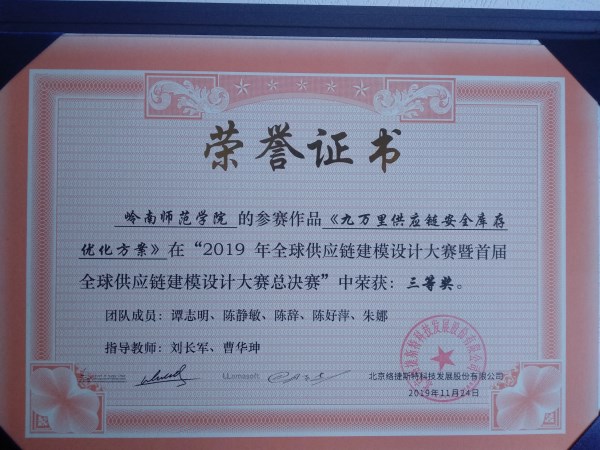 荣誉证书
岭南师范学院 的参赛作品《九万里供应链安全库存
优化方案》在“2019 年全球供应链建模设计大赛暨首届
全球供应链建模设计大赛总决赛”中荣获：三等奖。
团队成员：谭志明、陈静敏、陈辞、陈好萍、朱娜
指导教师：刘长军、曹华珅
LLamasoft
北京络捷斯特科技发展股份有限公司
2019年11月24日